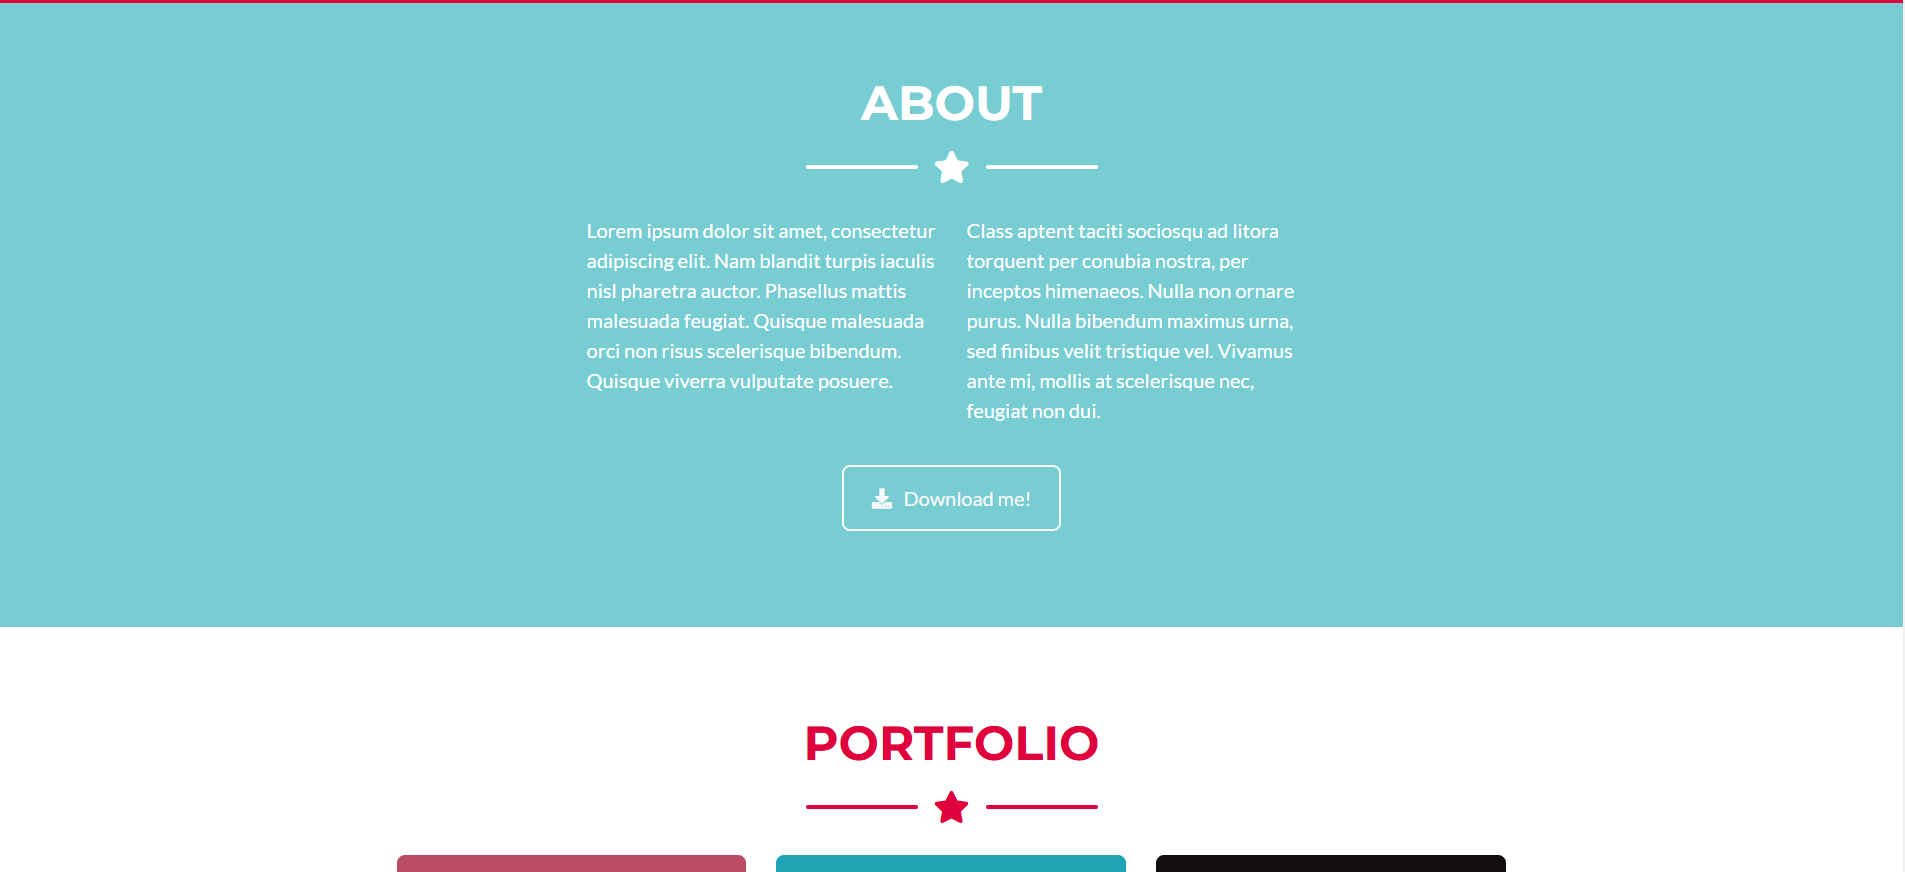 ABOUT
Lorem ipsum dolor sit amet, consectetur
adipiscing elit. Nam blandit turpis iaculis
nisl pharetra auctor. Phasellus mattis
malesuada feugiat. Quisque malesuada
orci non risus scelerisque bibendum.
Quisque viverra vulputate posuere.
Class aptent taciti sociosqu ad litora
torquent per conubia nostra, per
inceptos himenaeos. Nulla non ornare
purus. Nulla bibendum maximus urna,
sed finibus velit tristique vel. Vivamus
ante mi, mollis at scelerisque nec,
feugiat non dui.
Download me!
PORTFOLIO